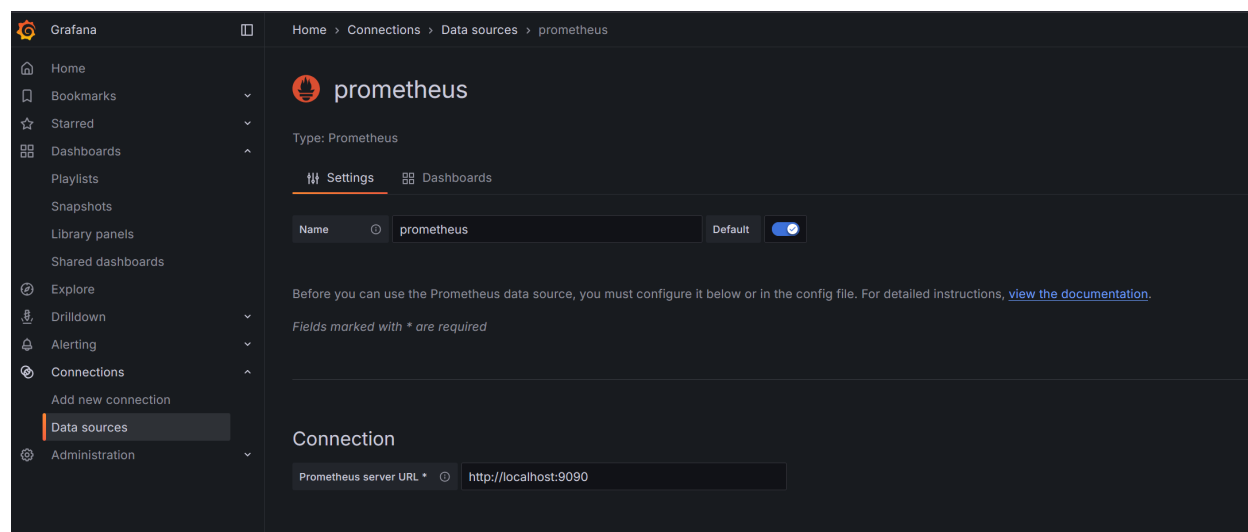 Grafana
Home › Connections › Data sources › prometheus
Home
Bookmarks
Starred
Dashboards
Playlists
Snapshots
Library panels
Shared dashboards
Explore
Drilldown
Alerting
Connections
Add new connection
Data sources
Administration
prometheus
Type: Prometheus
Settings Dashboards
Name prometheus Default
Before you can use the Prometheus data source, you must configure it below or in the config file. For detailed instructions, view the documentation.
Fields marked with * are required
Connection
Prometheus server URL * http://localhost:9090